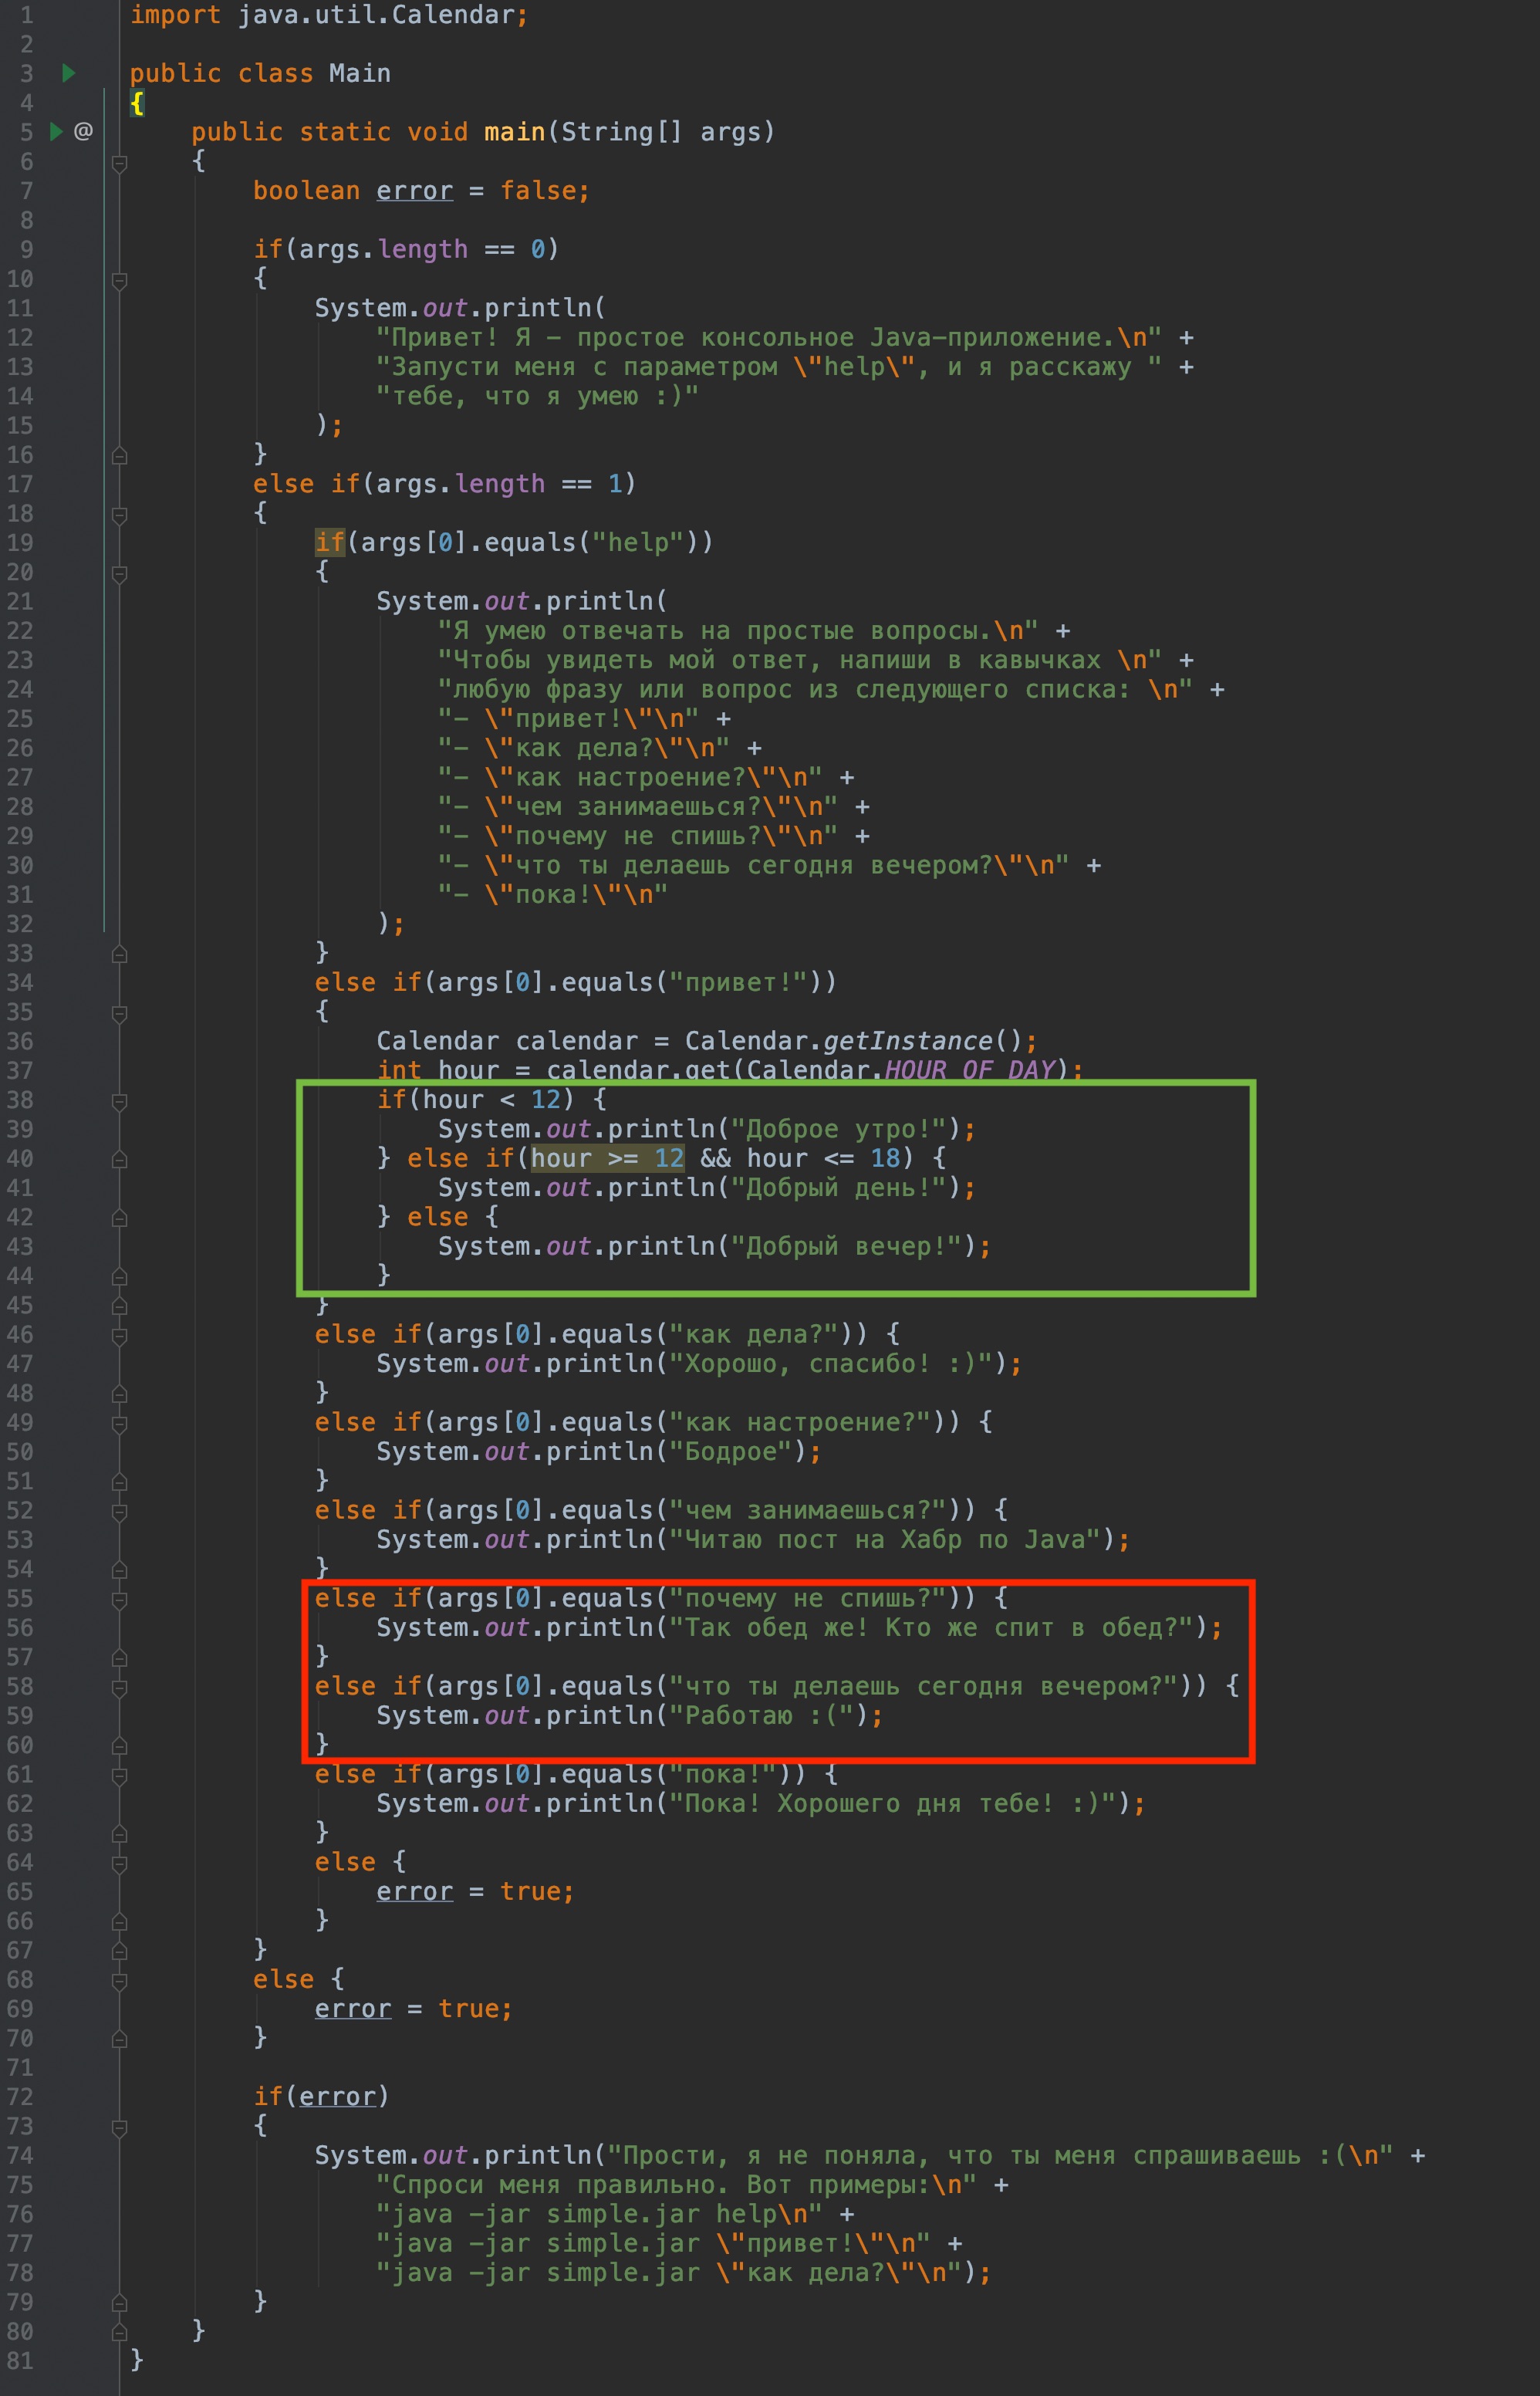 1 import java.util.Calendar;
2
3 public class Main
4 {
5 @ public static void main(String[] args)
6 {
7 boolean error = false;
8
9 if(args.length == 0)
10 {
11 System.out.println(
12 "Привет! Я – простое консольное Java–приложение.\n" +
13 "Запусти меня с параметром \"help\", и я расскажу " +
14 "тебе, что я умею :)"
15 );
16 }
17 else if(args.length == 1)
18 {
19 if(args[0].equals("help"))
20 {
21 System.out.println(
22 "Я умею отвечать на простые вопросы.\n" +
23 "Чтобы увидеть мой ответ, напиши в кавычках \n" +
24 "любую фразу или вопрос из следующего списка: \n" +
25 "– \"привет!\"\n" +
26 "– \"как дела?\"\n" +
27 "– \"как настроение?\"\n" +
28 "– \"чем занимаешься?\"\n" +
29 "– \"почему не спишь?\"\n" +
30 "– \"что ты делаешь сегодня вечером?\"\n" +
31 "– \"пока!\"\n"
32 );
33 }
34 else if(args[0].equals("привет!"))
35 {
36 Calendar calendar = Calendar.getInstance();
37 int hour = calendar.get(Calendar.HOUR_OF_DAY);
38 if(hour < 12) {
39 System.out.println("Доброе утро!");
40 } else if(hour >= 12 && hour <= 18) {
41 System.out.println("Добрый день!");
42 } else {
43 System.out.println("Добрый вечер!");
44 }
45 }
46 else if(args[0].equals("как дела?")) {
47 System.out.println("Хорошо, спасибо! :)");
48 }
49 else if(args[0].equals("как настроение?")) {
50 System.out.println("Бодрое");
51 }
52 else if(args[0].equals("чем занимаешься?")) {
53 System.out.println("Читаю пост на Хабр по Java");
54 }
55 else if(args[0].equals("почему не спишь?")) {
56 System.out.println("Так обед же! Кто же спит в обед?");
57 }
58 else if(args[0].equals("что ты делаешь сегодня вечером?")) {
59 System.out.println("Работаю :(");
60 }
61 else if(args[0].equals("пока!")) {
62 System.out.println("Пока! Хорошего дня тебе! :)");
63 }
64 else {
65 error = true;
66 }
67 }
68 else {
69 error = true;
70 }
71
72 if(error)
73 {
74 System.out.println("Прости, я не поняла, что ты меня спрашиваешь :(\n" +
75 "Спроси меня правильно. Вот примеры:\n" +
76 "java –jar simple.jar help\n" +
77 "java –jar simple.jar \"привет!\"\n" +
78 "java –jar simple.jar \"как дела?\"\n");
79 }
80 }
81 }